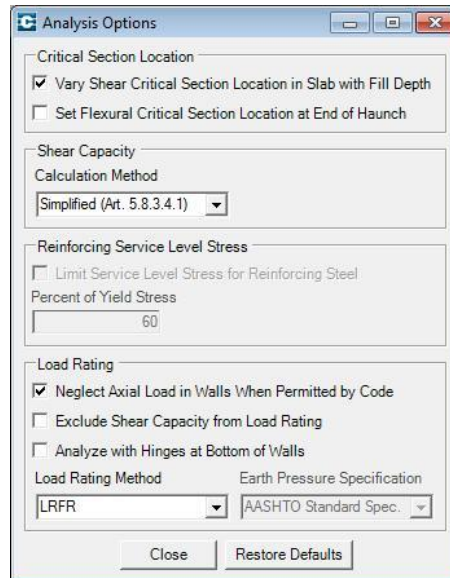 Analysis Options
Critical Section Location
Vary Shear Critical Section Location in Slab with Fill Depth
Set Flexural Critical Section Location at End of Haunch
Shear Capacity
Calculation Method
Simplified (Art. 5.8.3.4.1)
Reinforcing Service Level Stress
Limit Service Level Stress for Reinforcing Steel
Percent of Yield Stress
60
Load Rating
Neglect Axial Load in Walls When Permitted by Code
Exclude Shear Capacity from Load Rating
Analyze with Hinges at Bottom of Walls
Load Rating Method Earth Pressure Specification
LRFR AASHTO Standard Spec.
Close Restore Defaults